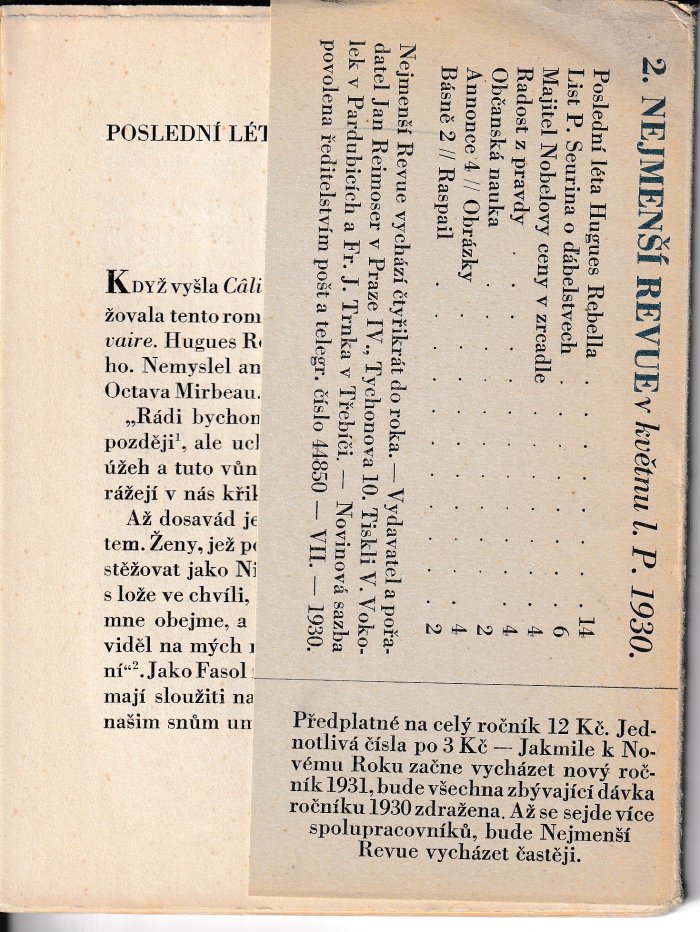 POSLEDNÍ LÉT
KDYŽ vyšla Câli
žovala tento rom
vaire. Hugues Re
ho. Nemyslel an
Octava Mirbeau.
„Rádi bychom
později¹, ale ucl
úžeh a tuto vůn
rážejí v nás křik
Až dosavád je
tem. Ženy, jež po
stěžovat jako Ni
s lože ve chvíli,
mne obejme, a
viděl na mých r
ní“². Jako Fasol
mají sloužiti na
našim snům um
2. NEJMENŠÍ REVUE v květnu l. P. 1930.
Poslední léta Hugues Rebella . . . . . . 14
List P. Seurina o ďábelstvech . . . . . . 6
Majitel Nobelovy ceny v zrcadle . . . . . 4
Radost z pravdy . . . . . . . . 4
Občanská nauka . . . . . . . . 2
Annonce 4 // Obrázky . . . . . . . 4
Básně 2 // Raspail . . . . . . . . 2
Nejmenší Revue vychází čtyřikrát do roka. — Vydavatel a pořa-
datel Jan Reimoser v Praze IV., Tychonova 10. Tiskli V. Voko-
lek v Pardubicích a Fr. J. Trnka v Třebíči. — Novinová sazba
povolena ředitelstvím pošt a telegr. číslo 44850 — VII. — 1930.
Předplatné na celý ročník 12 Kč. Jed-
notlivá čísla po 3 Kč — Jakmile k No-
vému Roku začne vycházet nový roč-
ník 1931, bude všechna zbývající dávka
ročníku 1930 zdražena. Až se sejde více
spolupracovníků, bude Nejmenší
Revue vycházet častěji.